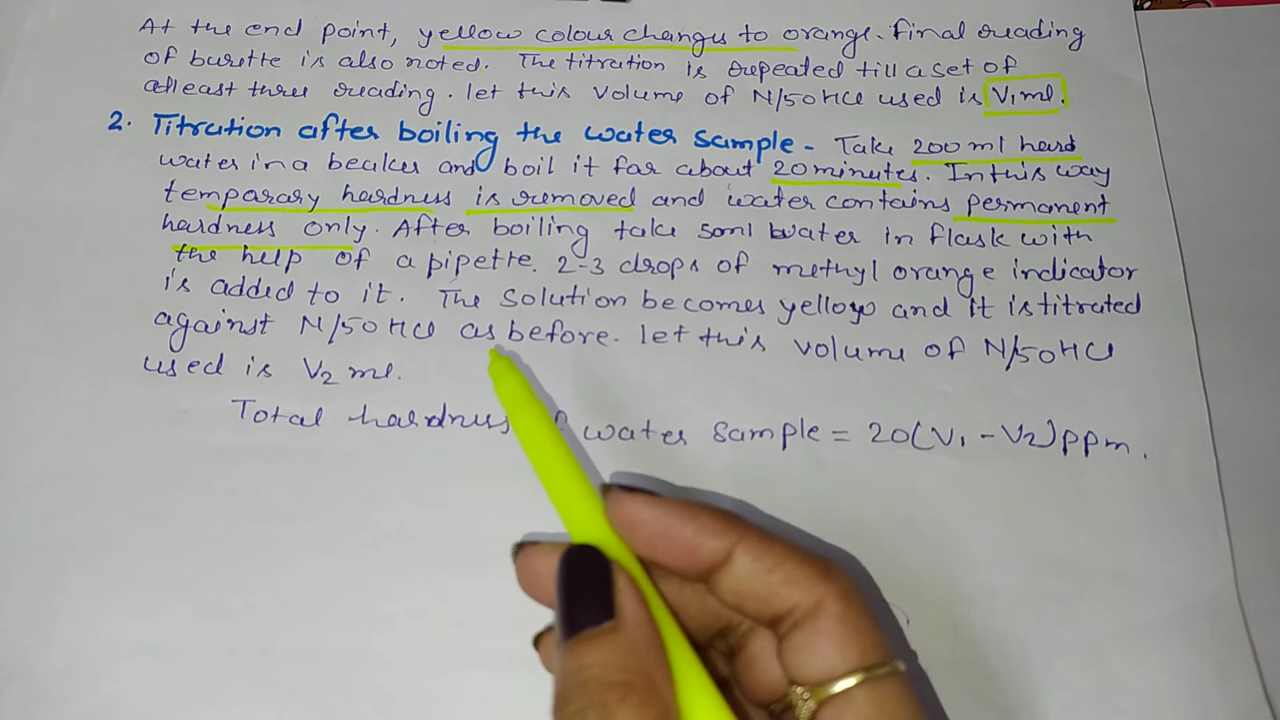 At the end point, yellow colour changes to orange. Final reading
of burette is also noted. The titration is repeated till a set of
atleast three reading. let this volume of N/50 HCl used is V1 ml.
2. Titration after boiling the water sample - Take 200 ml hard
water in a beaker and boil it for about 20 minutes. In this way
temparary hardness is removed and water contains permanent
hardness only. After boiling take 50ml water in flask with
the help of a pipette. 2-3 drops of methyl orange indicator
is added to it. The solution becomes yellow and it is titrated
against N/50 HCl as before. let this volume of N/50 HCl
used is V2 ml.
Total hardness water sample = 20(V1 - V2) ppm.